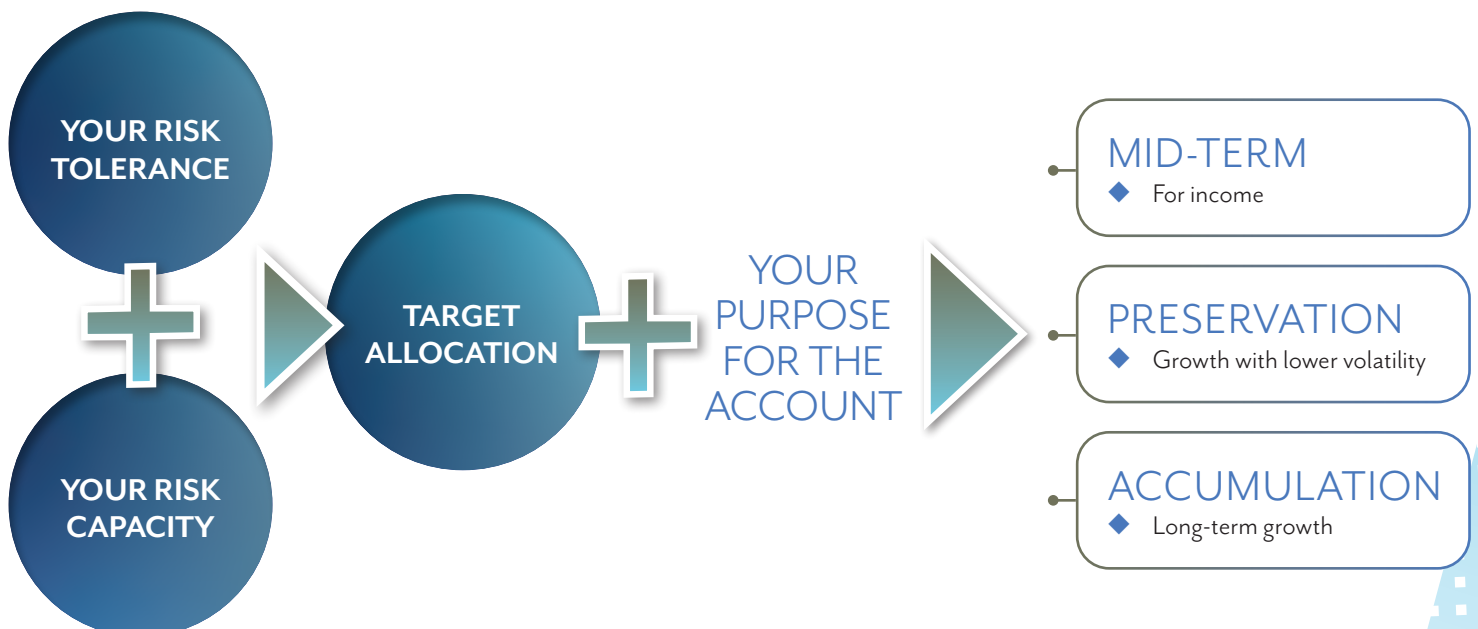 YOUR RISK
TOLERANCE
YOUR RISK
CAPACITY
TARGET
ALLOCATION
YOUR
PURPOSE
FOR THE
ACCOUNT
MID-TERM
For income
PRESERVATION
Growth with lower volatility
ACCUMULATION
Long-term growth